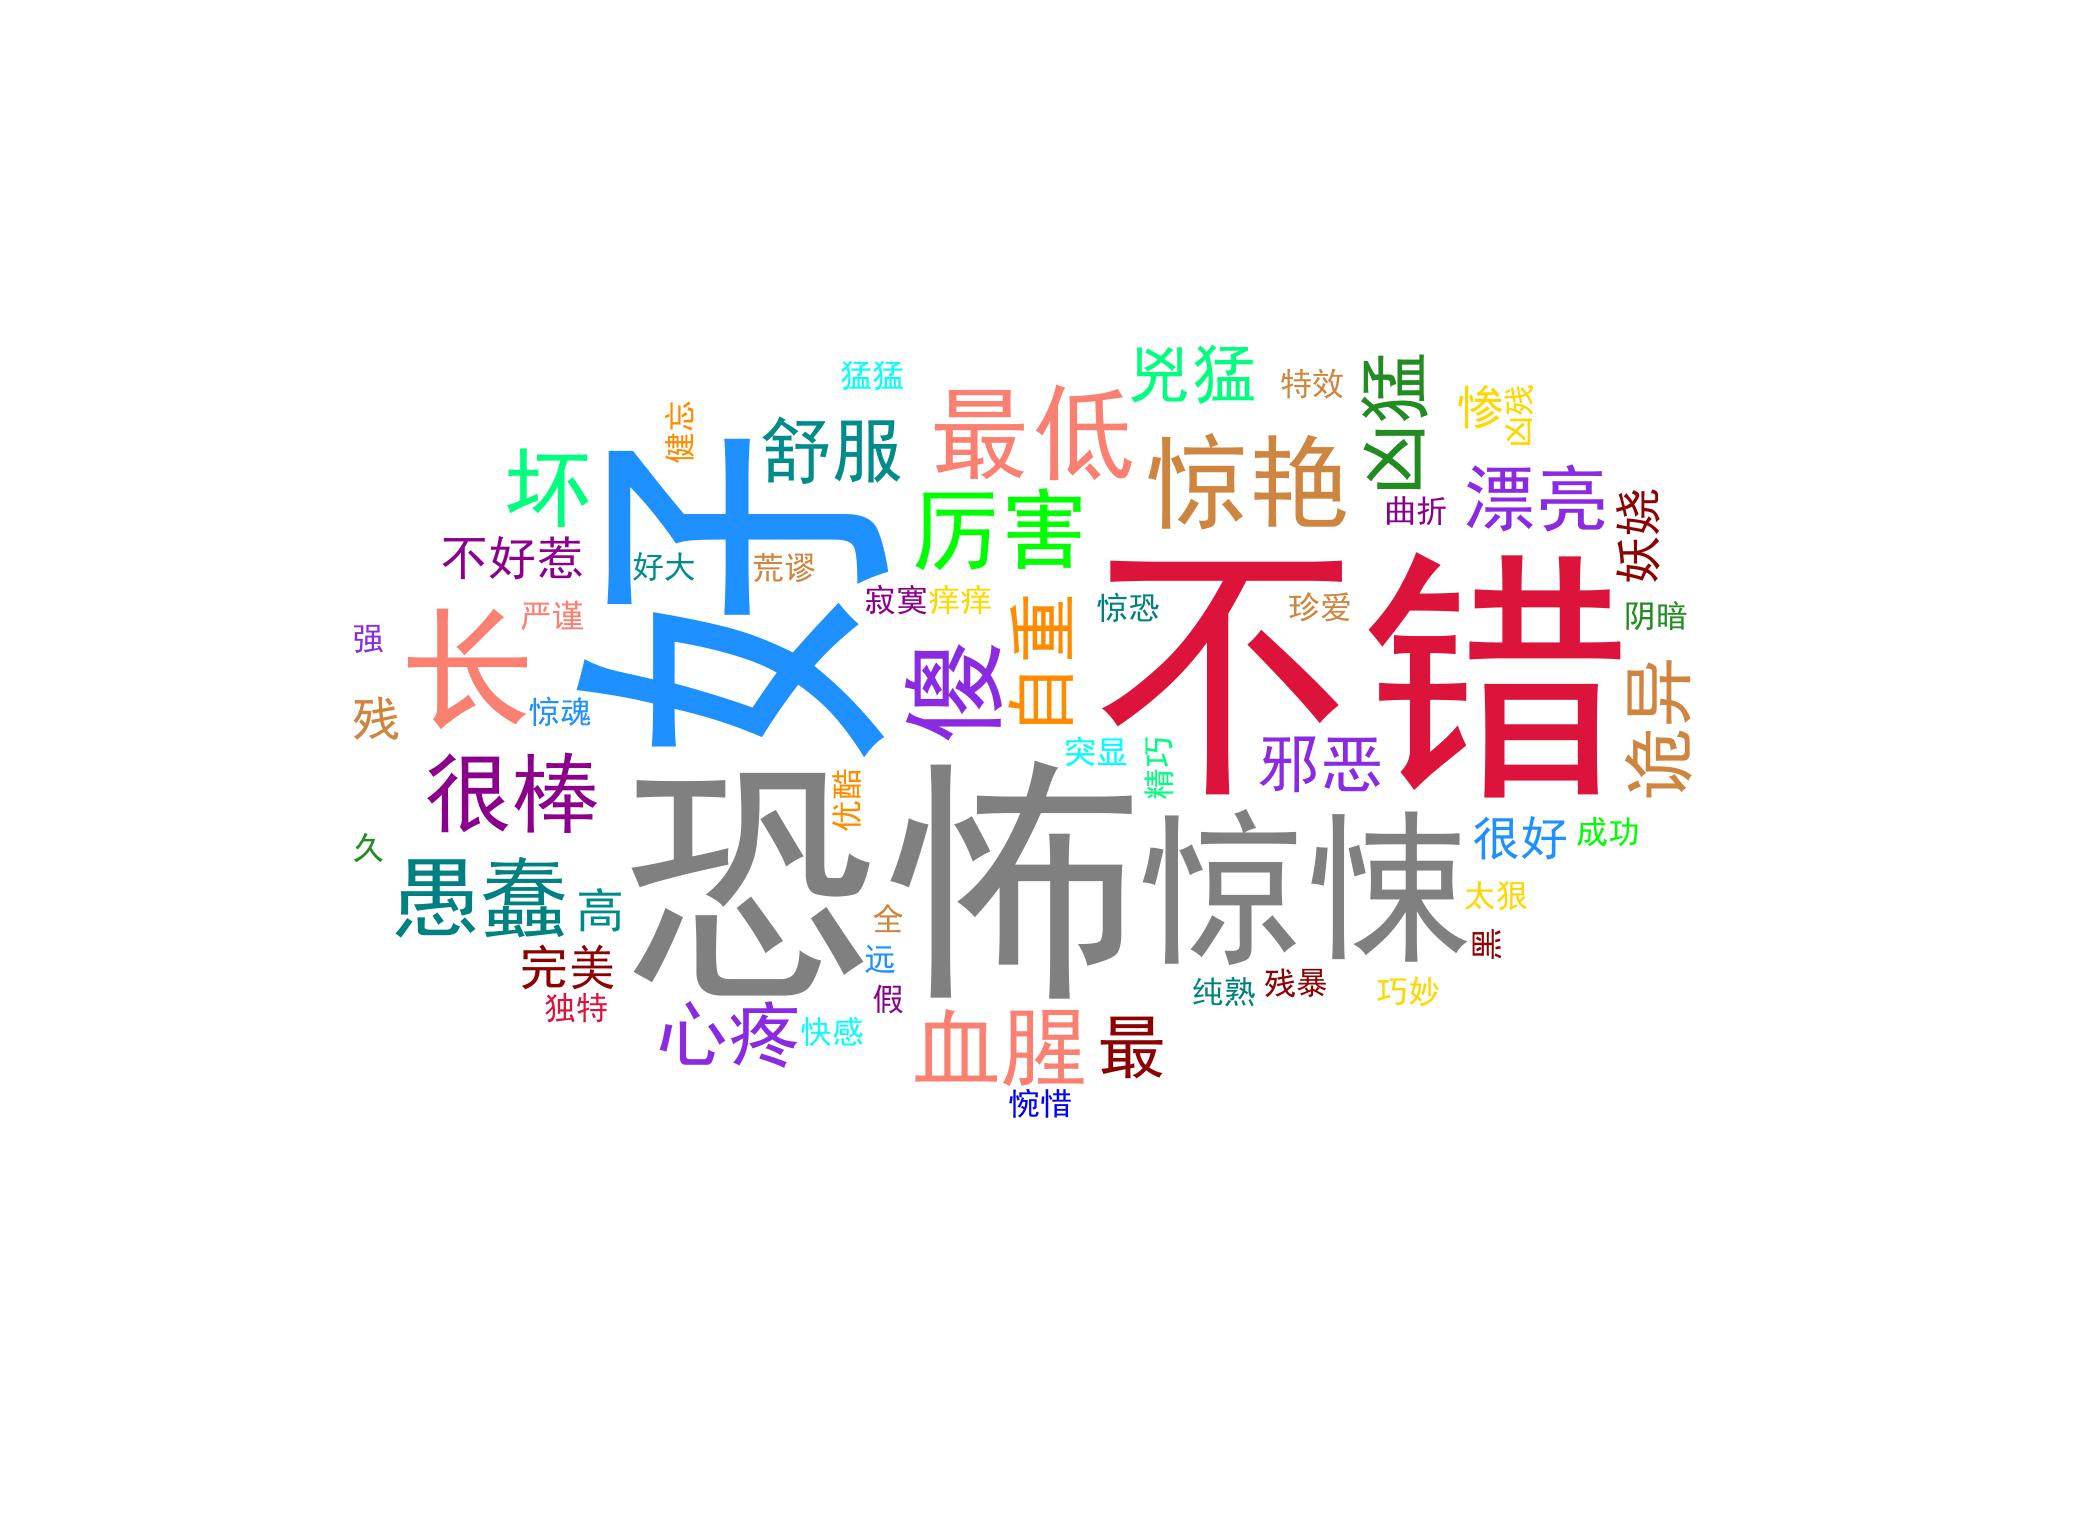 猛猛
兇猛
特效
凶猛
惨
凶残
健忘
舒服
最低
惊艳
漂亮
坏
好
厉害
曲折
妖娆
不好惹
好大
荒谬
寂寞
痒痒
自重
惊恐
珍爱
不错
阴暗
强
长
严谨
傻
诡异
残
惊魂
突显
精巧
邪恶
很棒
恐怖
优酷
惊悚
很好
成功
久
愚蠢
高
全
太狠
完美
远
黑
独特
假
纯熟
残暴
巧妙
心疼
快感
血腥
最
惋惜